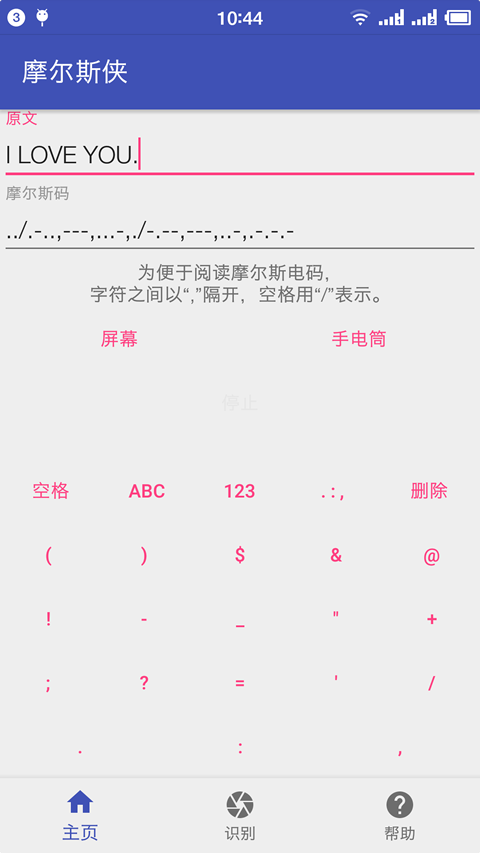 3 10:44
摩尔斯侠
原文
I LOVE YOU.
摩尔斯码
../.-..,---,...-,./-.--,---,..-,.-.-.-
为便于阅读摩尔斯电码，
字符之间以“,”隔开，空格用“/”表示。
屏幕 手电筒
停止
空格 ABC 123 .:, 删除
( ) $ & @
! - _ " +
; ? = ' /
. : ,
主页 识别 帮助